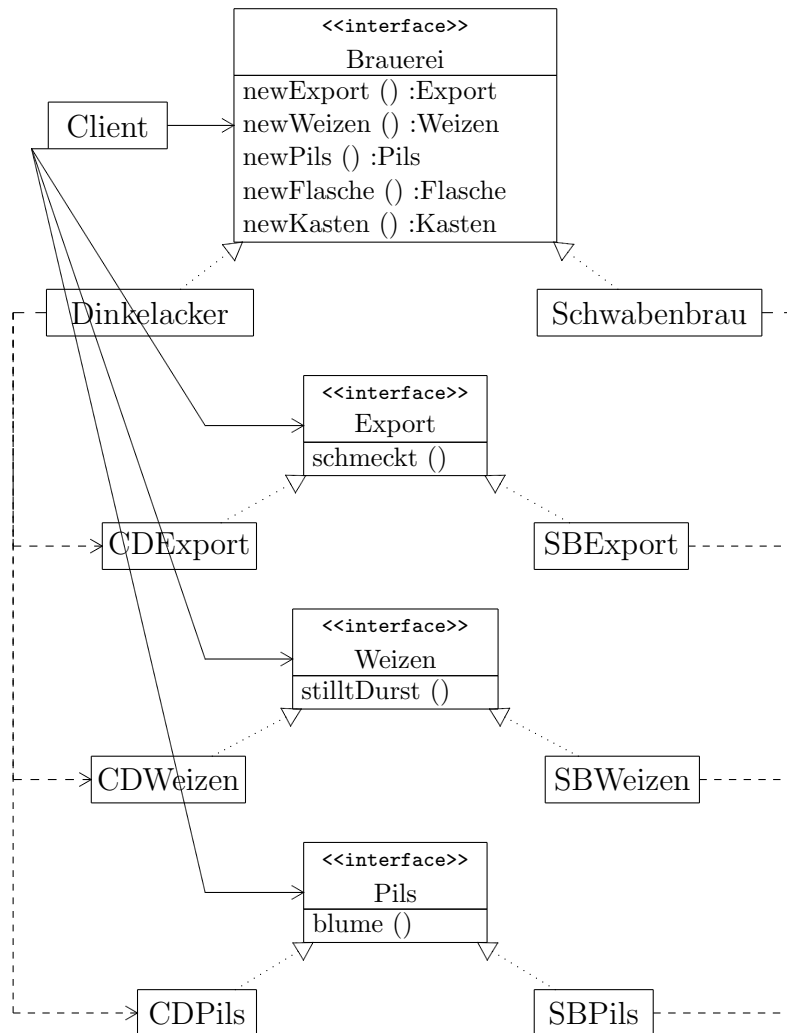 <<interface>>
Brauerei
newExport () :Export
Client
newWeizen () :Weizen
newPils () :Pils
newFlasche () :Flasche
newKasten () :Kasten
Dinkelacker
Schwabenbrau
<<interface>>
Export
schmeckt ()
CDExport
SBExport
<<interface>>
Weizen
stilltDurst ()
CDWeizen
SBWeizen
<<interface>>
Pils
blume ()
CDPils
SBPils